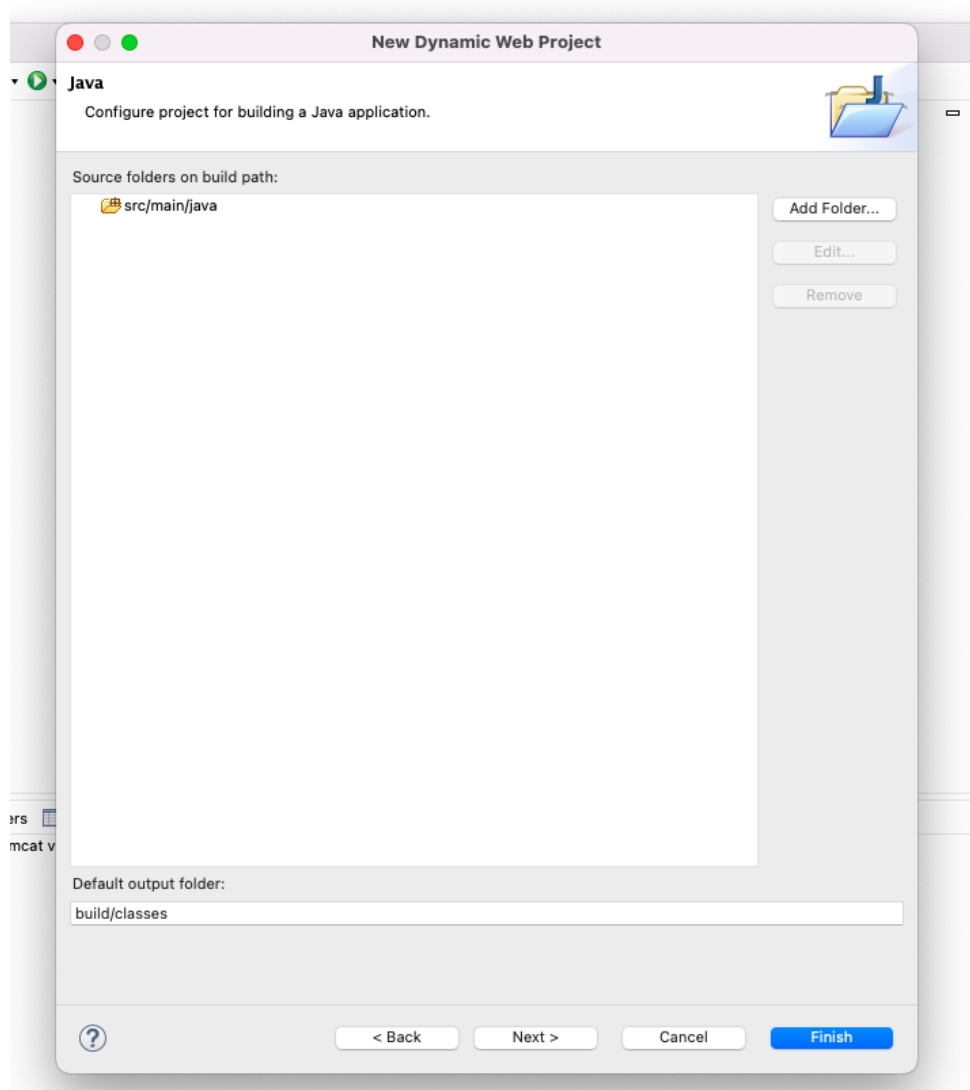 New Dynamic Web Project
Java
Configure project for building a Java application.
Source folders on build path:
src/main/java
Add Folder...
Edit...
Remove
ers
mcat v
Default output folder:
build/classes
?
< Back
Next >
Cancel
Finish